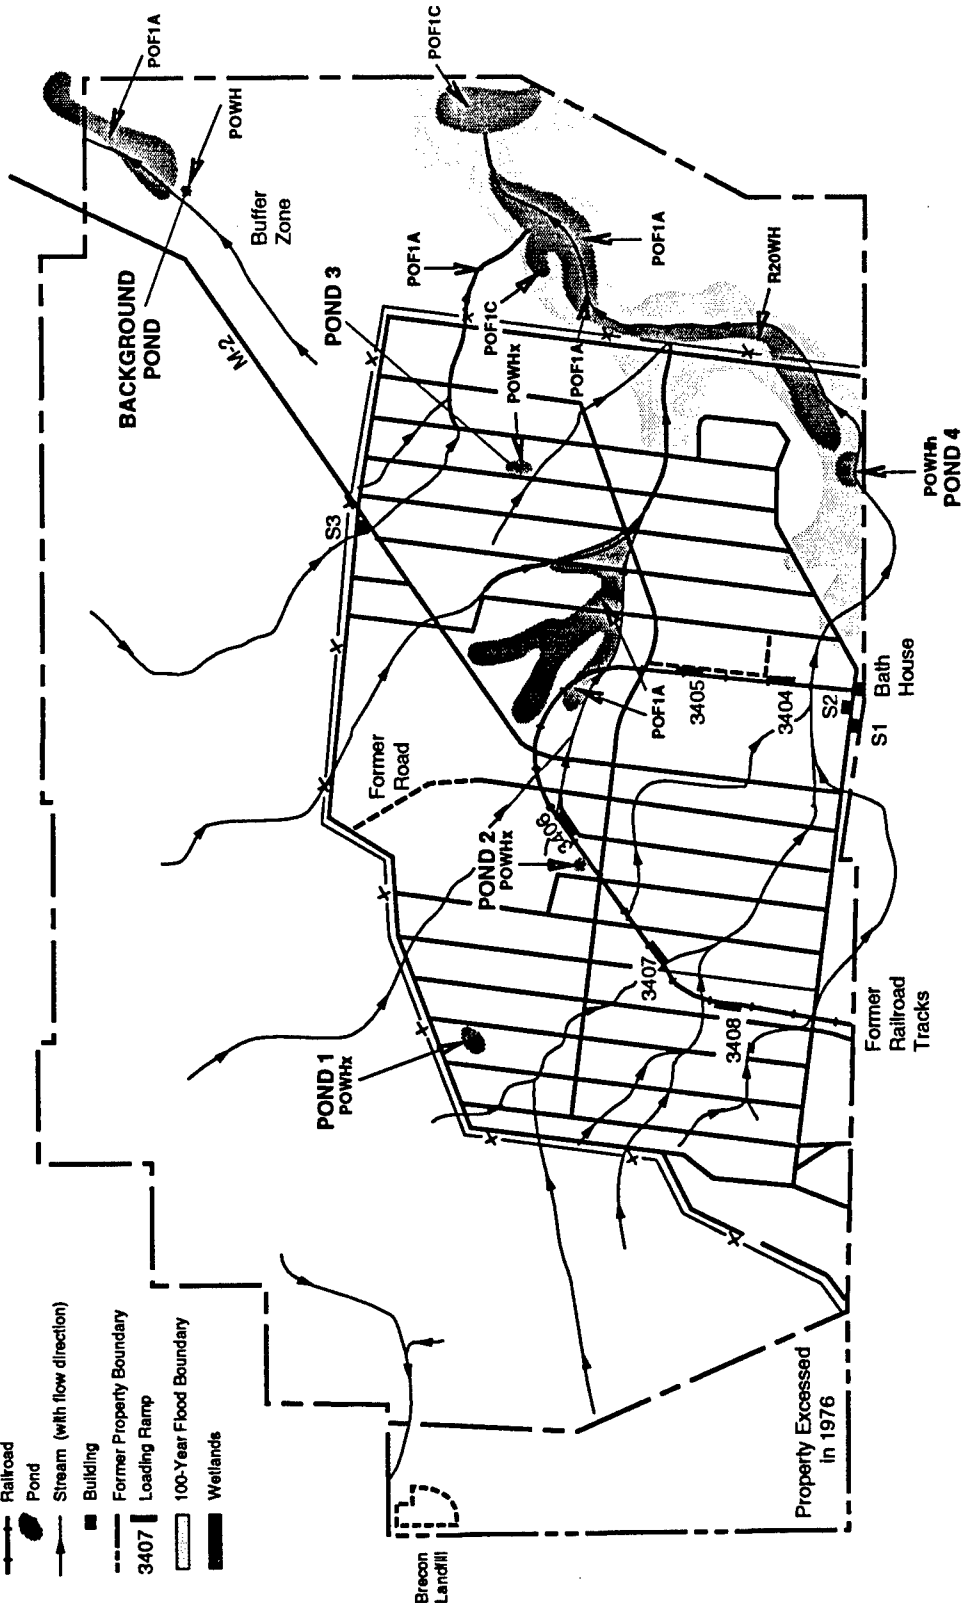 Railroad
Pond
Stream (with flow direction)
Building
Former Property Boundary
3407 Loading Ramp
100-Year Flood Boundary
Wetlands
Brecon
Landfill
Property Excessed
in 1976
POND 1
POWHx
Former
Road
POND 2
POWHx
3406
3407
3408
Former
Railroad
Tracks
S1
S2
Bath
House
3404
3405
POF1A
S3
M-2
BACKGROUND
POND
POND 3
POWHx
Buffer
Zone
POWH
POF1A
POF1A
POF1C
POF1A
POF1C
POF1A
R20WH
POWHh
POND 4